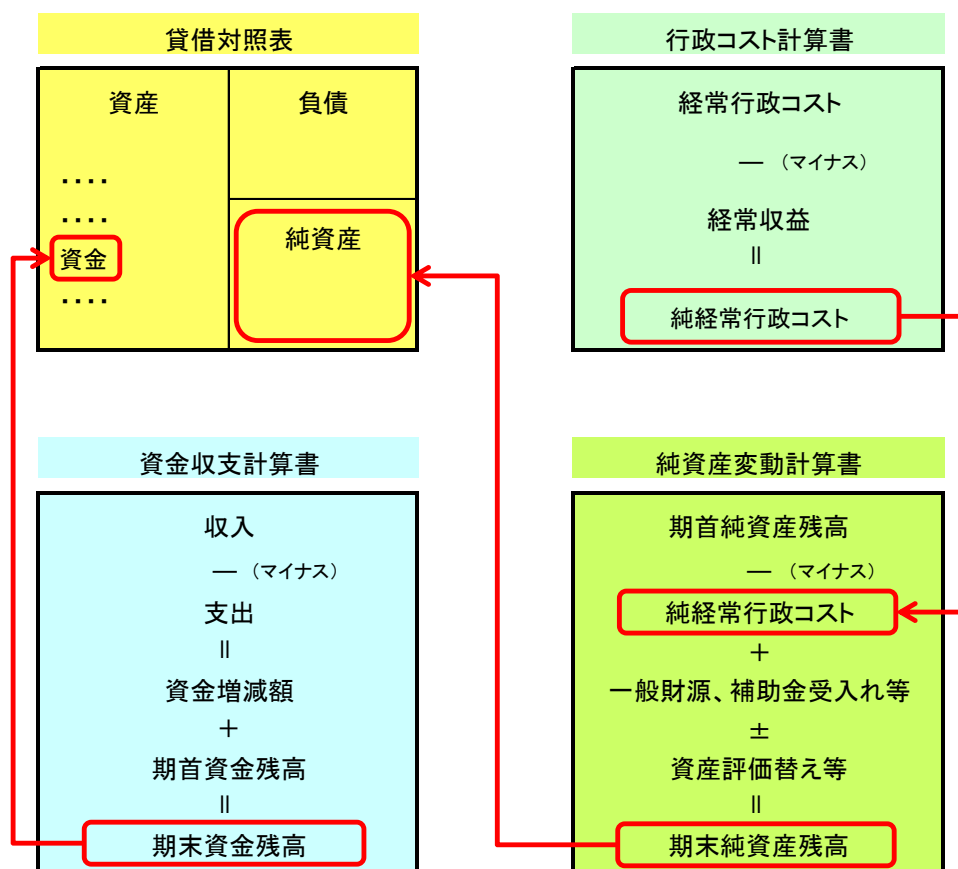 貸借対照表
資産
負債
・・・・
・・・・
資金
・・・・
純資産
行政コスト計算書
経常行政コスト
― （マイナス）
経常収益
＝
純経常行政コスト
資金収支計算書
収入
― （マイナス）
支出
＝
資金増減額
＋
期首資金残高
＝
期末資金残高
純資産変動計算書
期首純資産残高
― （マイナス）
純経常行政コスト
＋
一般財源、補助金受入れ等
±
資産評価替え等
＝
期末純資産残高